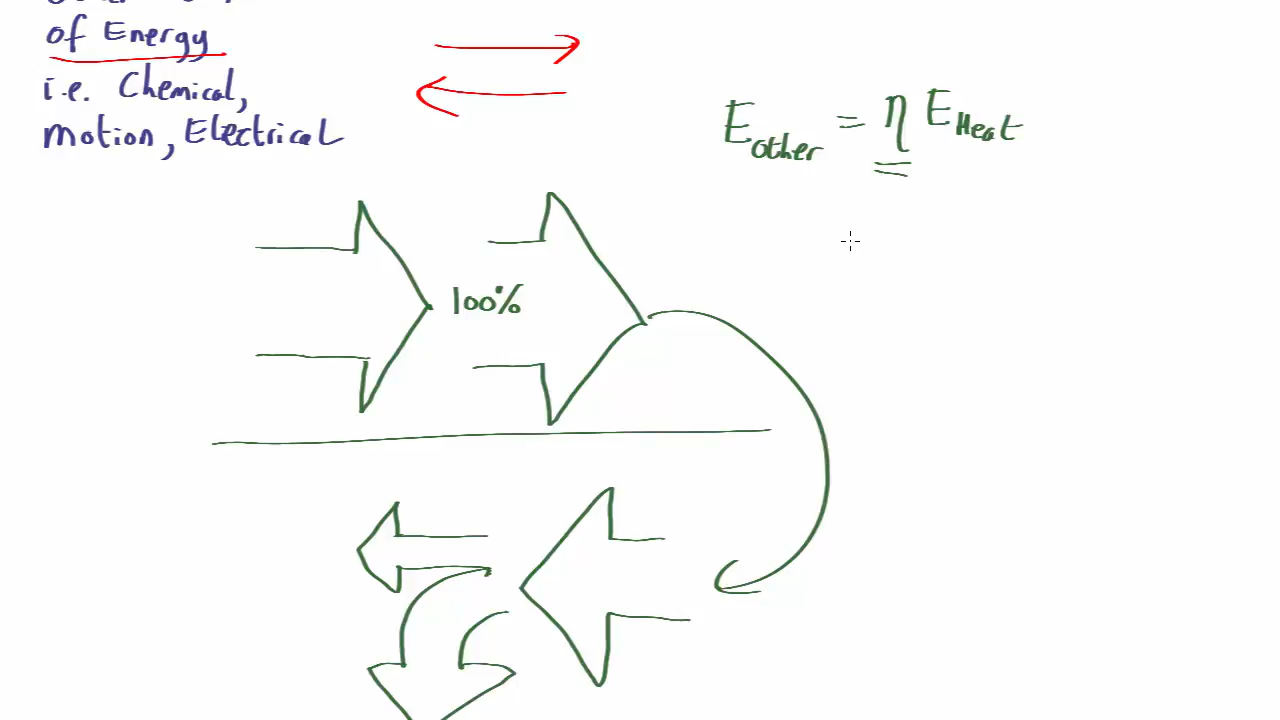 of Energy
i.e. Chemical,
Motion, Electrical
E_other = η E_Heat
100%